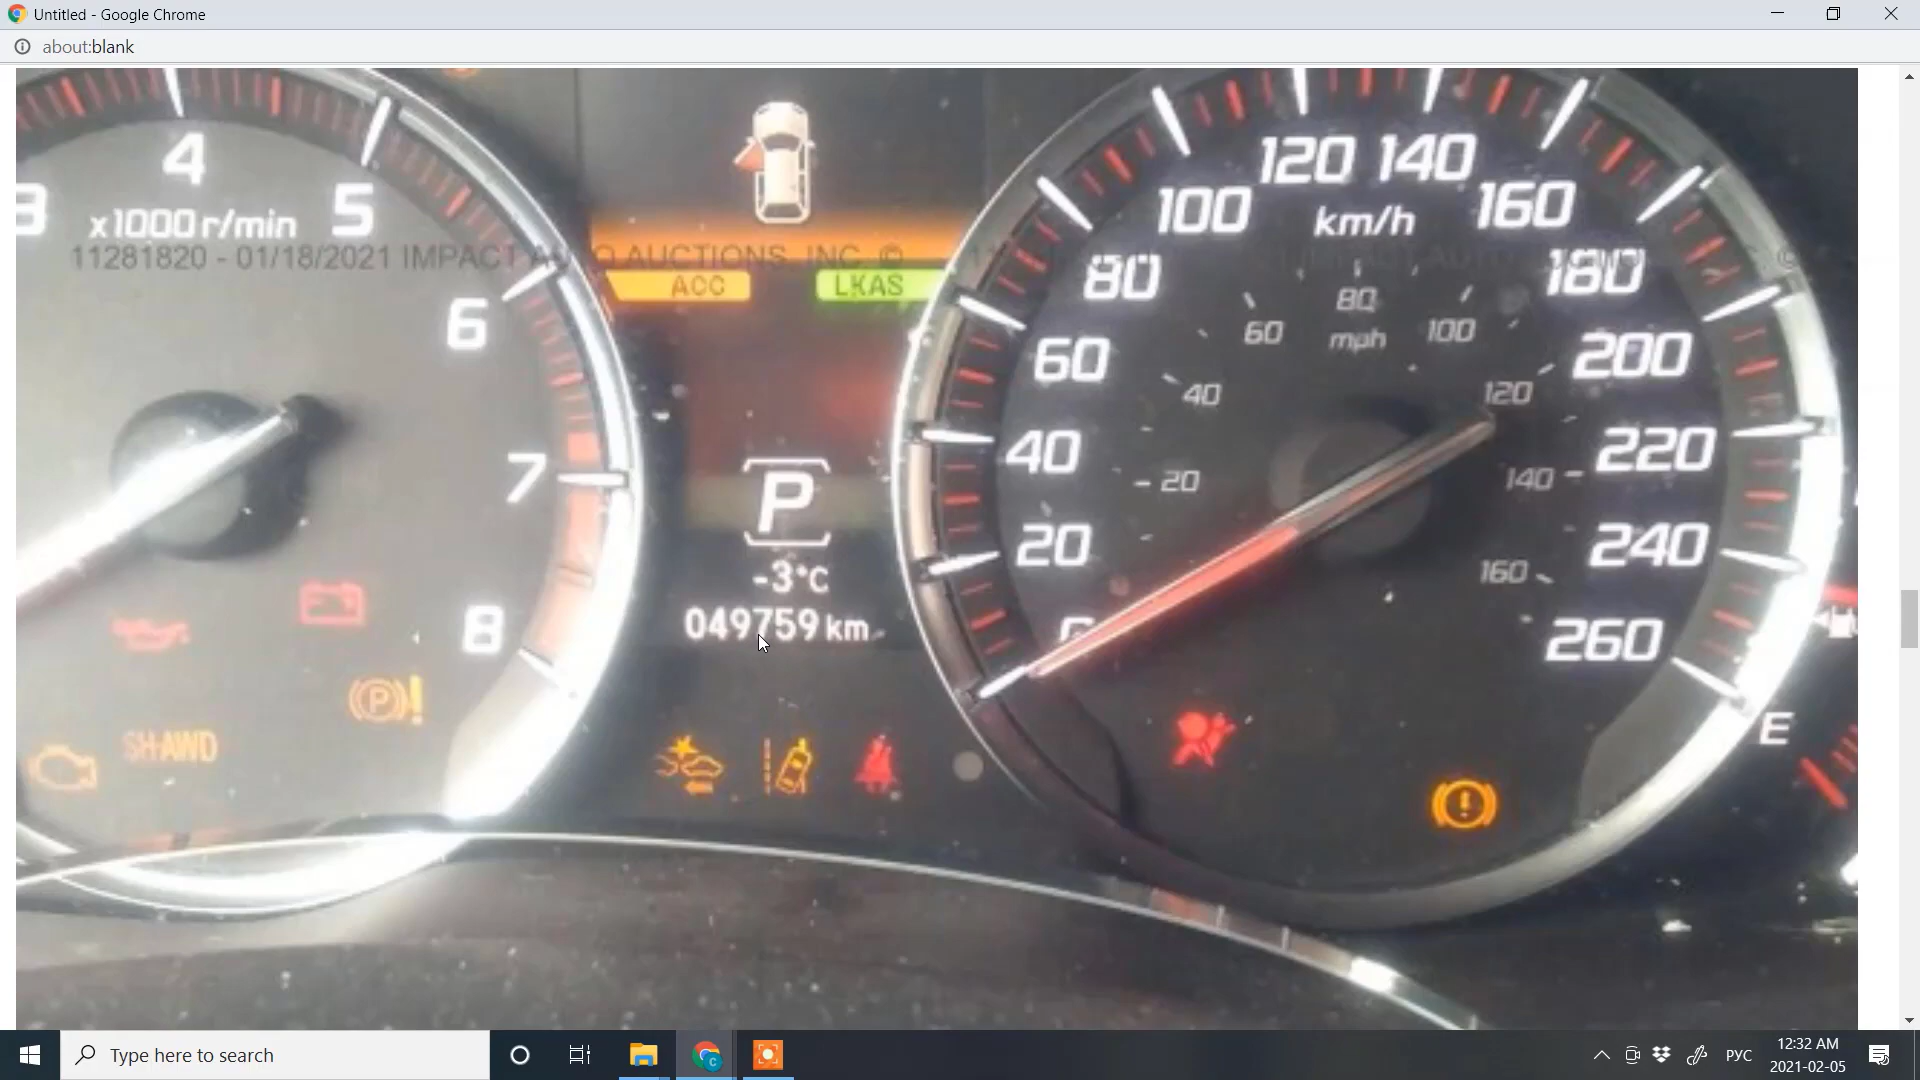 Untitled - Google Chrome
about:blank
4
3
5
x1000 r/min
6
7
8
SH-AWD
11281820 - 01/18/2021 IMPACT AUTO AUCTIONS, INC. ©
ACC
LKAS
P
-3°C
049759 km
P
!
20
40
60
80
100
120
140
160
180
200
220
240
260
km/h
20
40
60
80
100
120
140
160
mph
E
Type here to search
РУС
12:32 AM
2021-02-05